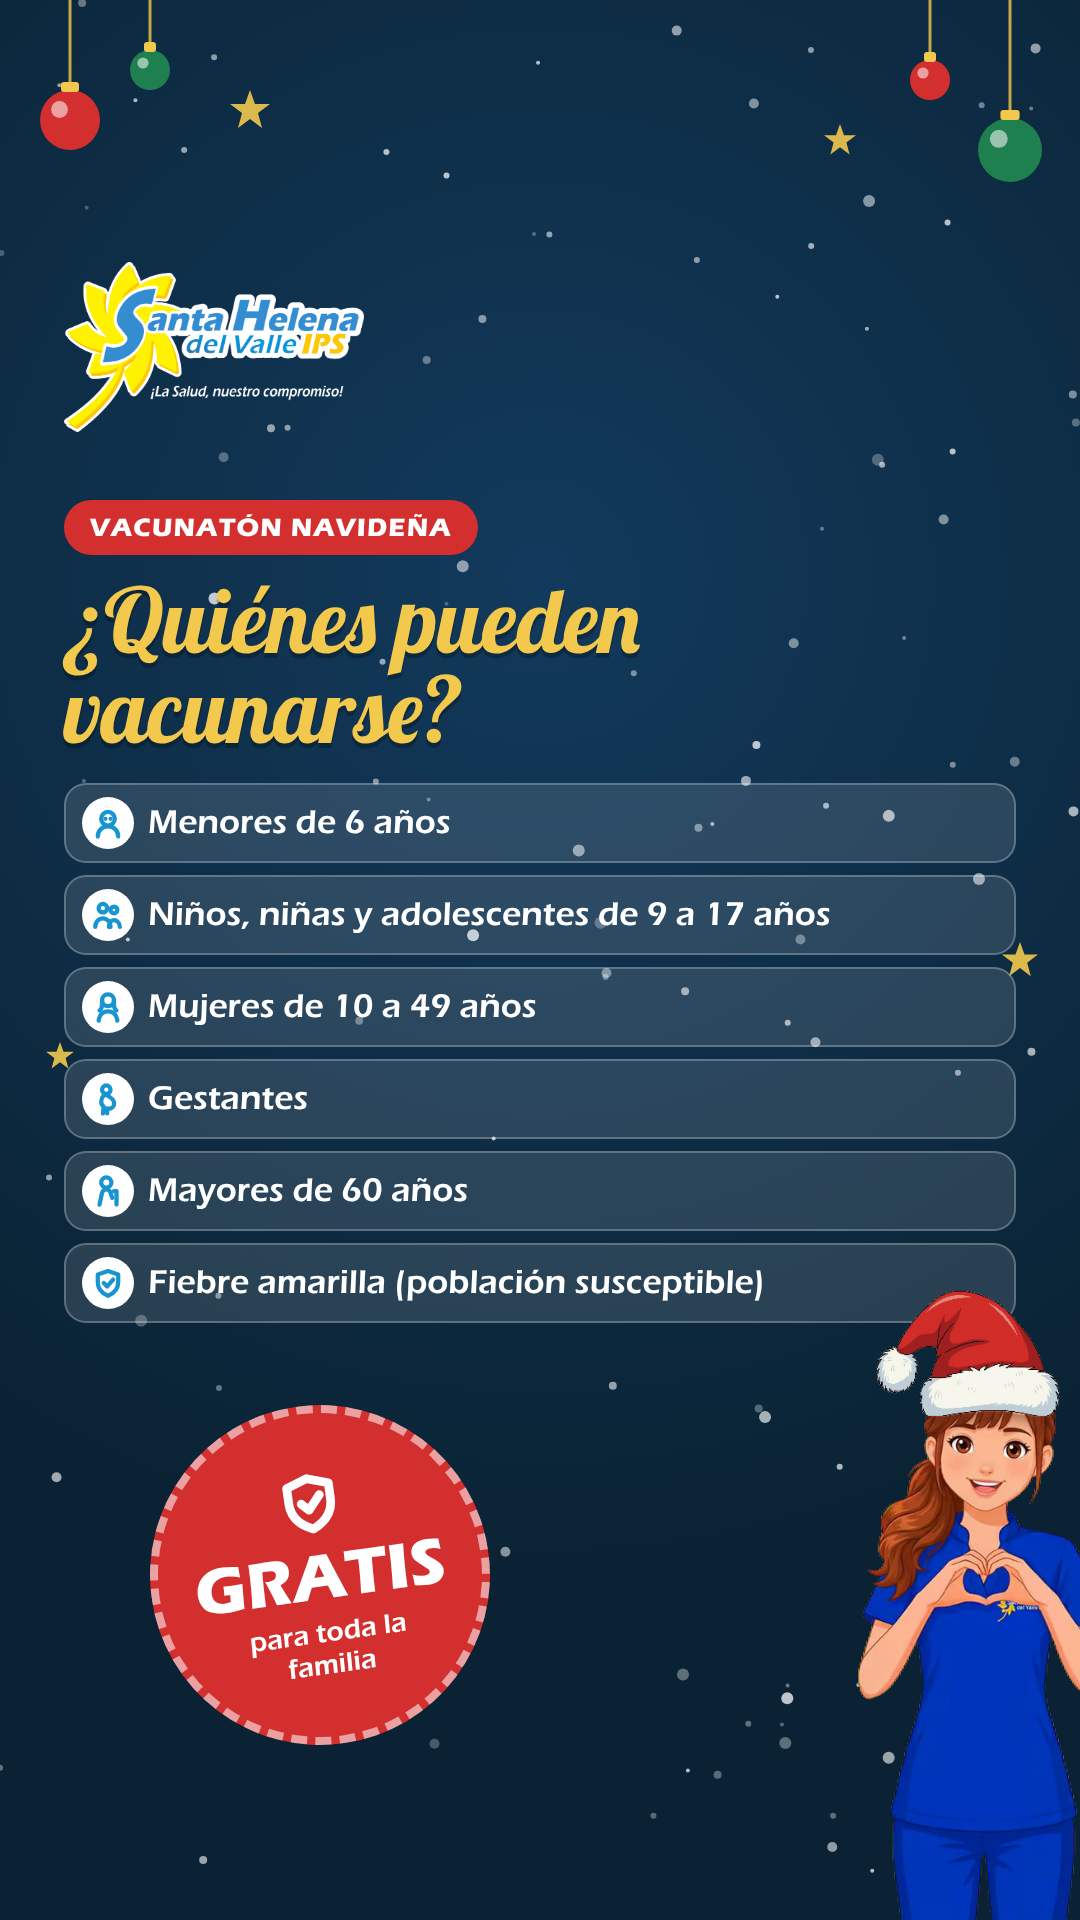 Santa Helena
del Valle IPS
¡La Salud, nuestro compromiso!
VACUNATÓN NAVIDEÑA
¿Quiénes pueden
vacunarse?
Menores de 6 años
Niños, niñas y adolescentes de 9 a 17 años
Mujeres de 10 a 49 años
Gestantes
Mayores de 60 años
Fiebre amarilla (población susceptible)
GRATIS
para toda la
familia